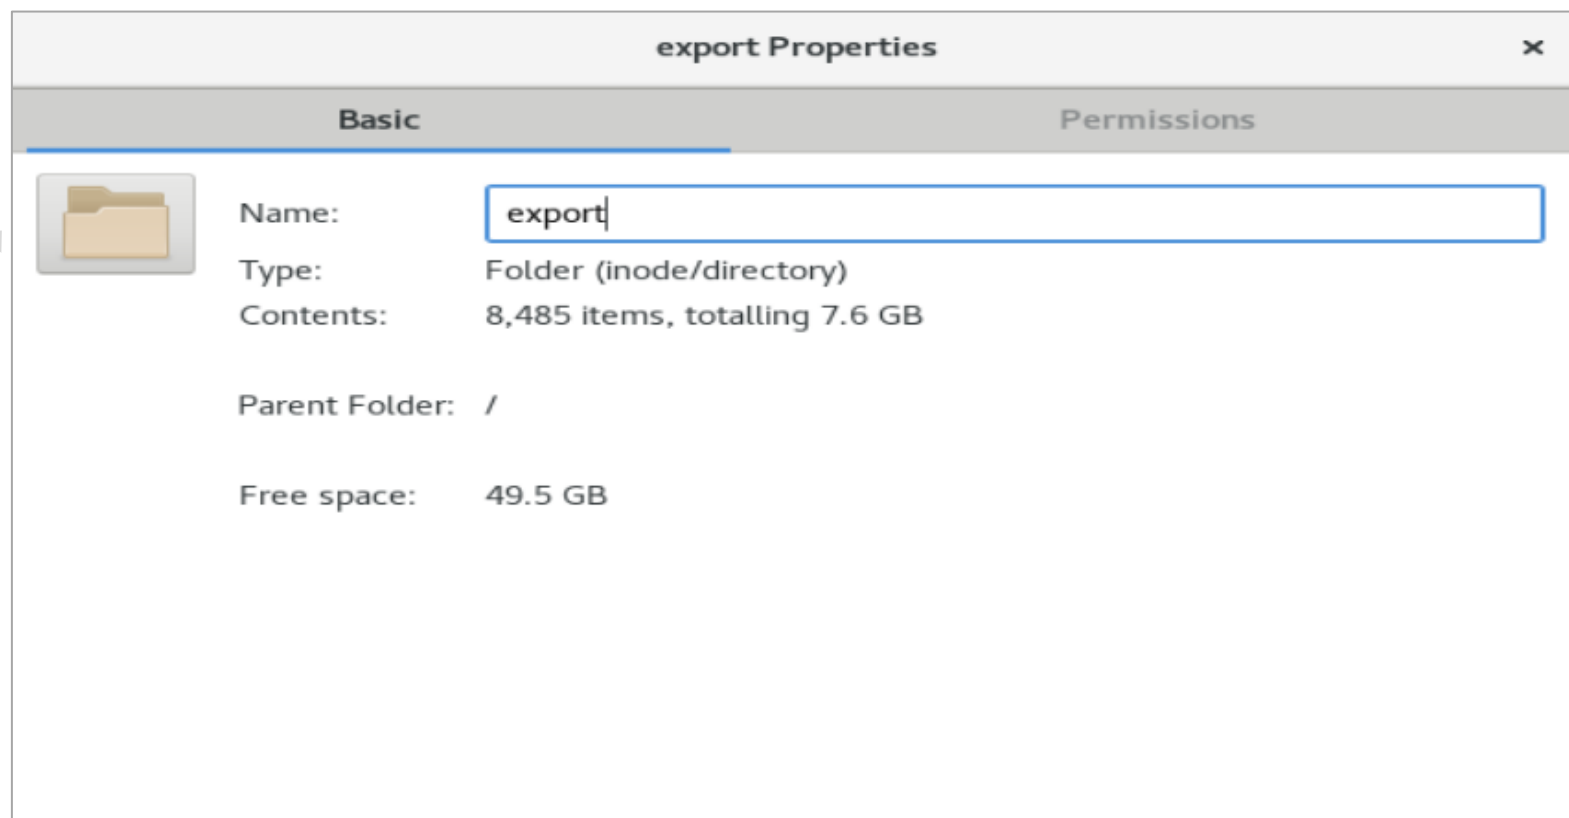 export Properties ×
Basic Permissions
Name: export
Type: Folder (inode/directory)
Contents: 8,485 items, totalling 7.6 GB
Parent Folder: /
Free space: 49.5 GB